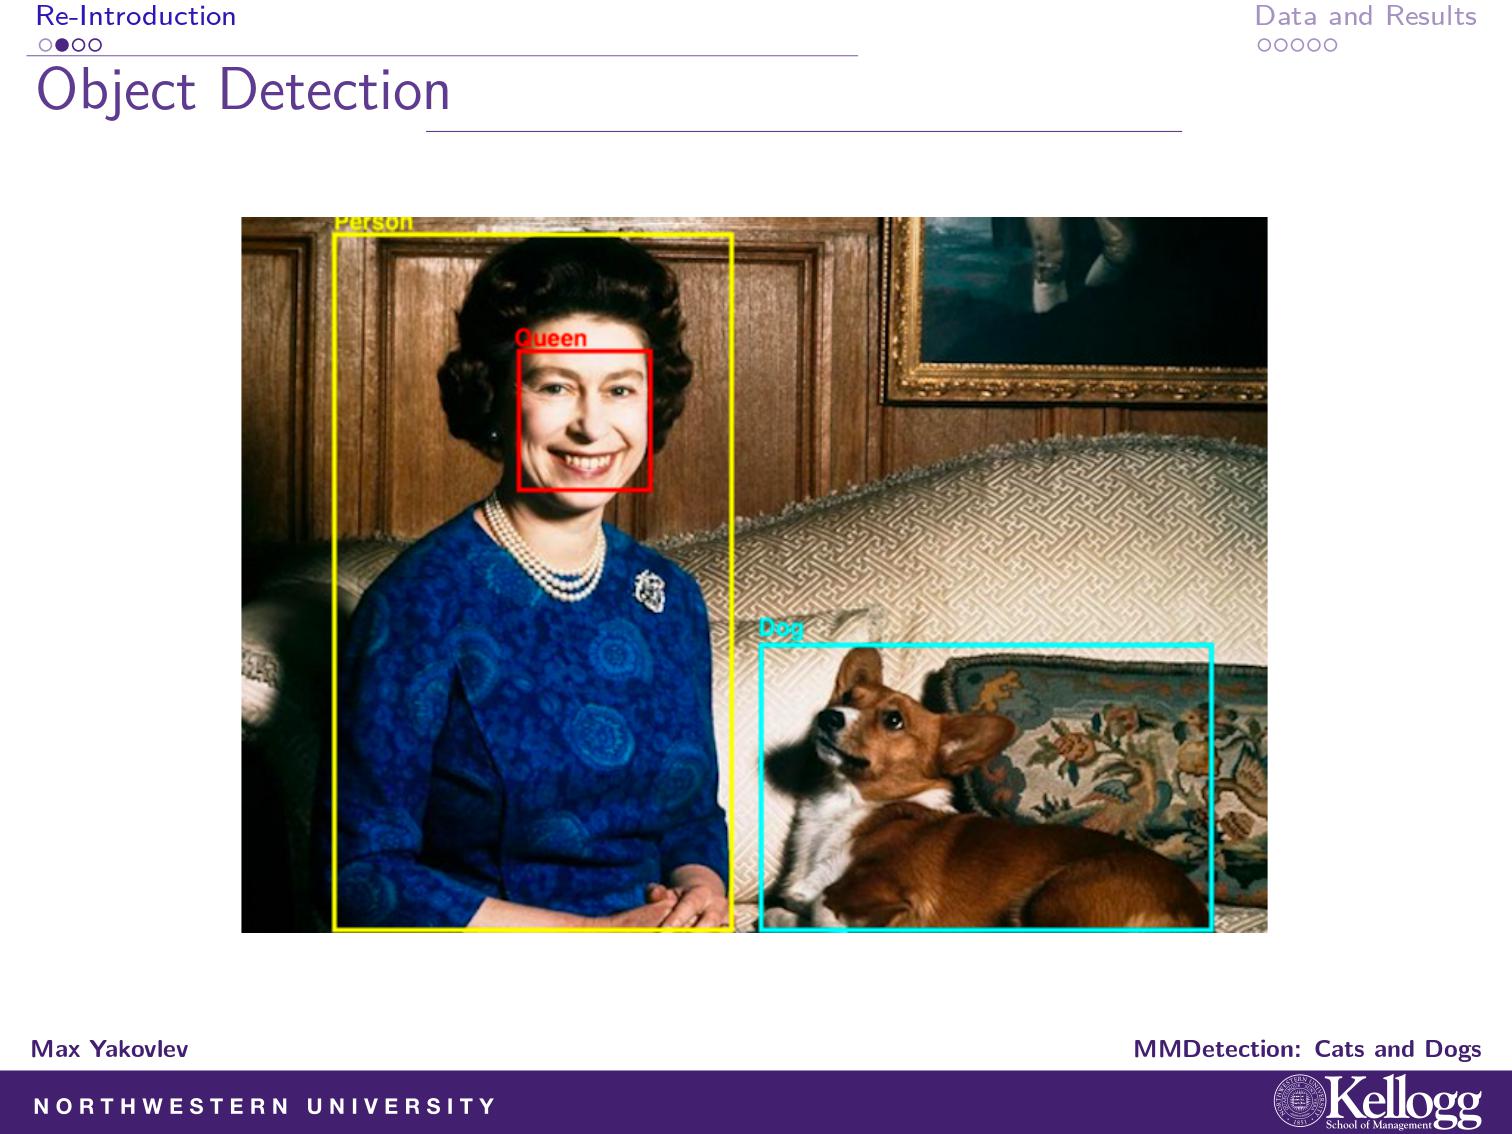 Re-Introduction
Data and Results
Object Detection
Person
Queen
Dog
Max Yakovlev
MMDetection: Cats and Dogs
NORTHWESTERN UNIVERSITY
Kellogg
School of Management